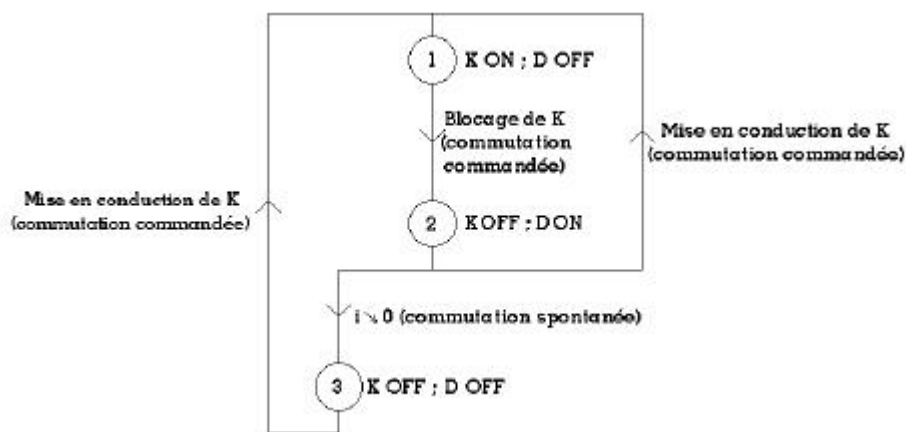 1 K ON ; D OFF
Blocage de K
(commutation
commandée)
Mise en conduction de K
(commutation commandée)
Mise en conduction de K
(commutation commandée)
2 K OFF ; D ON
i ↘ 0 (commutation spontanée)
3 K OFF ; D OFF